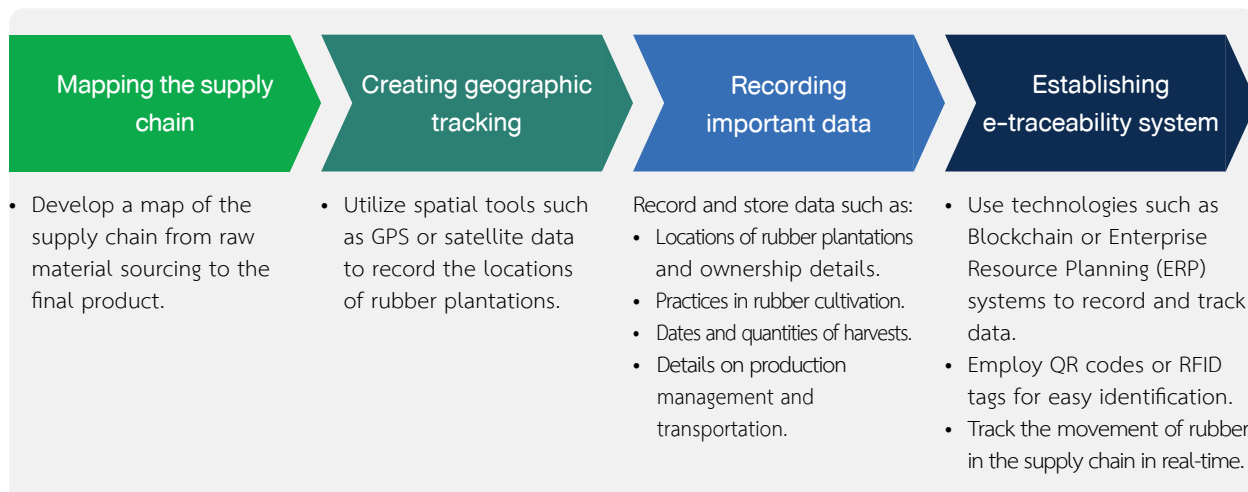 Mapping the supply
chain
• Develop a map of the
supply chain from raw
material sourcing to the
final product.
Creating geographic
tracking
• Utilize spatial tools such
as GPS or satellite data
to record the locations
of rubber plantations.
Recording
important data
Record and store data such as:
• Locations of rubber plantations
and ownership details.
• Practices in rubber cultivation.
• Dates and quantities of harvests.
• Details on production
management and
transportation.
Establishing
e-traceability system
• Use technologies such as
Blockchain or Enterprise
Resource Planning (ERP)
systems to record and track
data.
• Employ QR codes or RFID
tags for easy identification.
• Track the movement of rubber
in the supply chain in real-time.